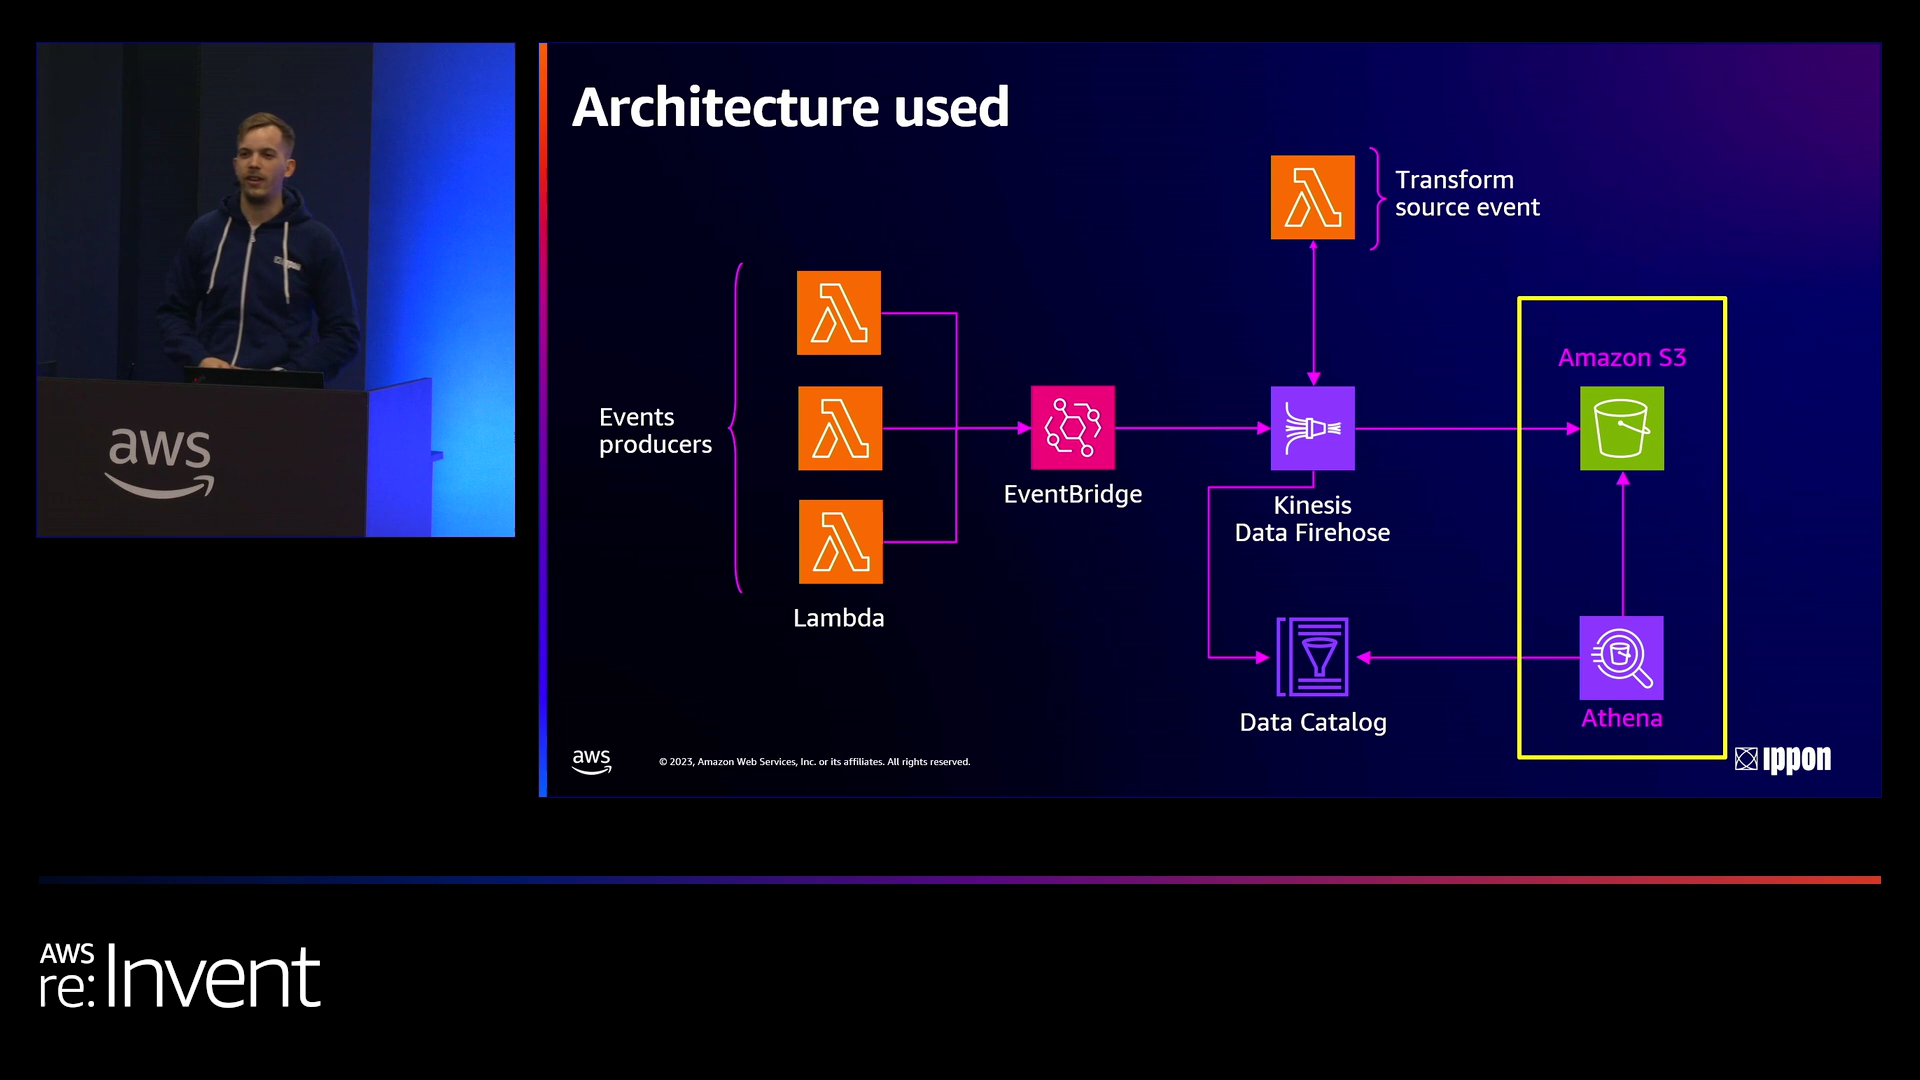 aws
Architecture used
Transform
source event
Events
producers
Lambda
EventBridge
Kinesis
Data Firehose
Amazon S3
Data Catalog
Athena
aws
© 2023, Amazon Web Services, Inc. or its affiliates. All rights reserved.
ippon
AWS
re:Invent